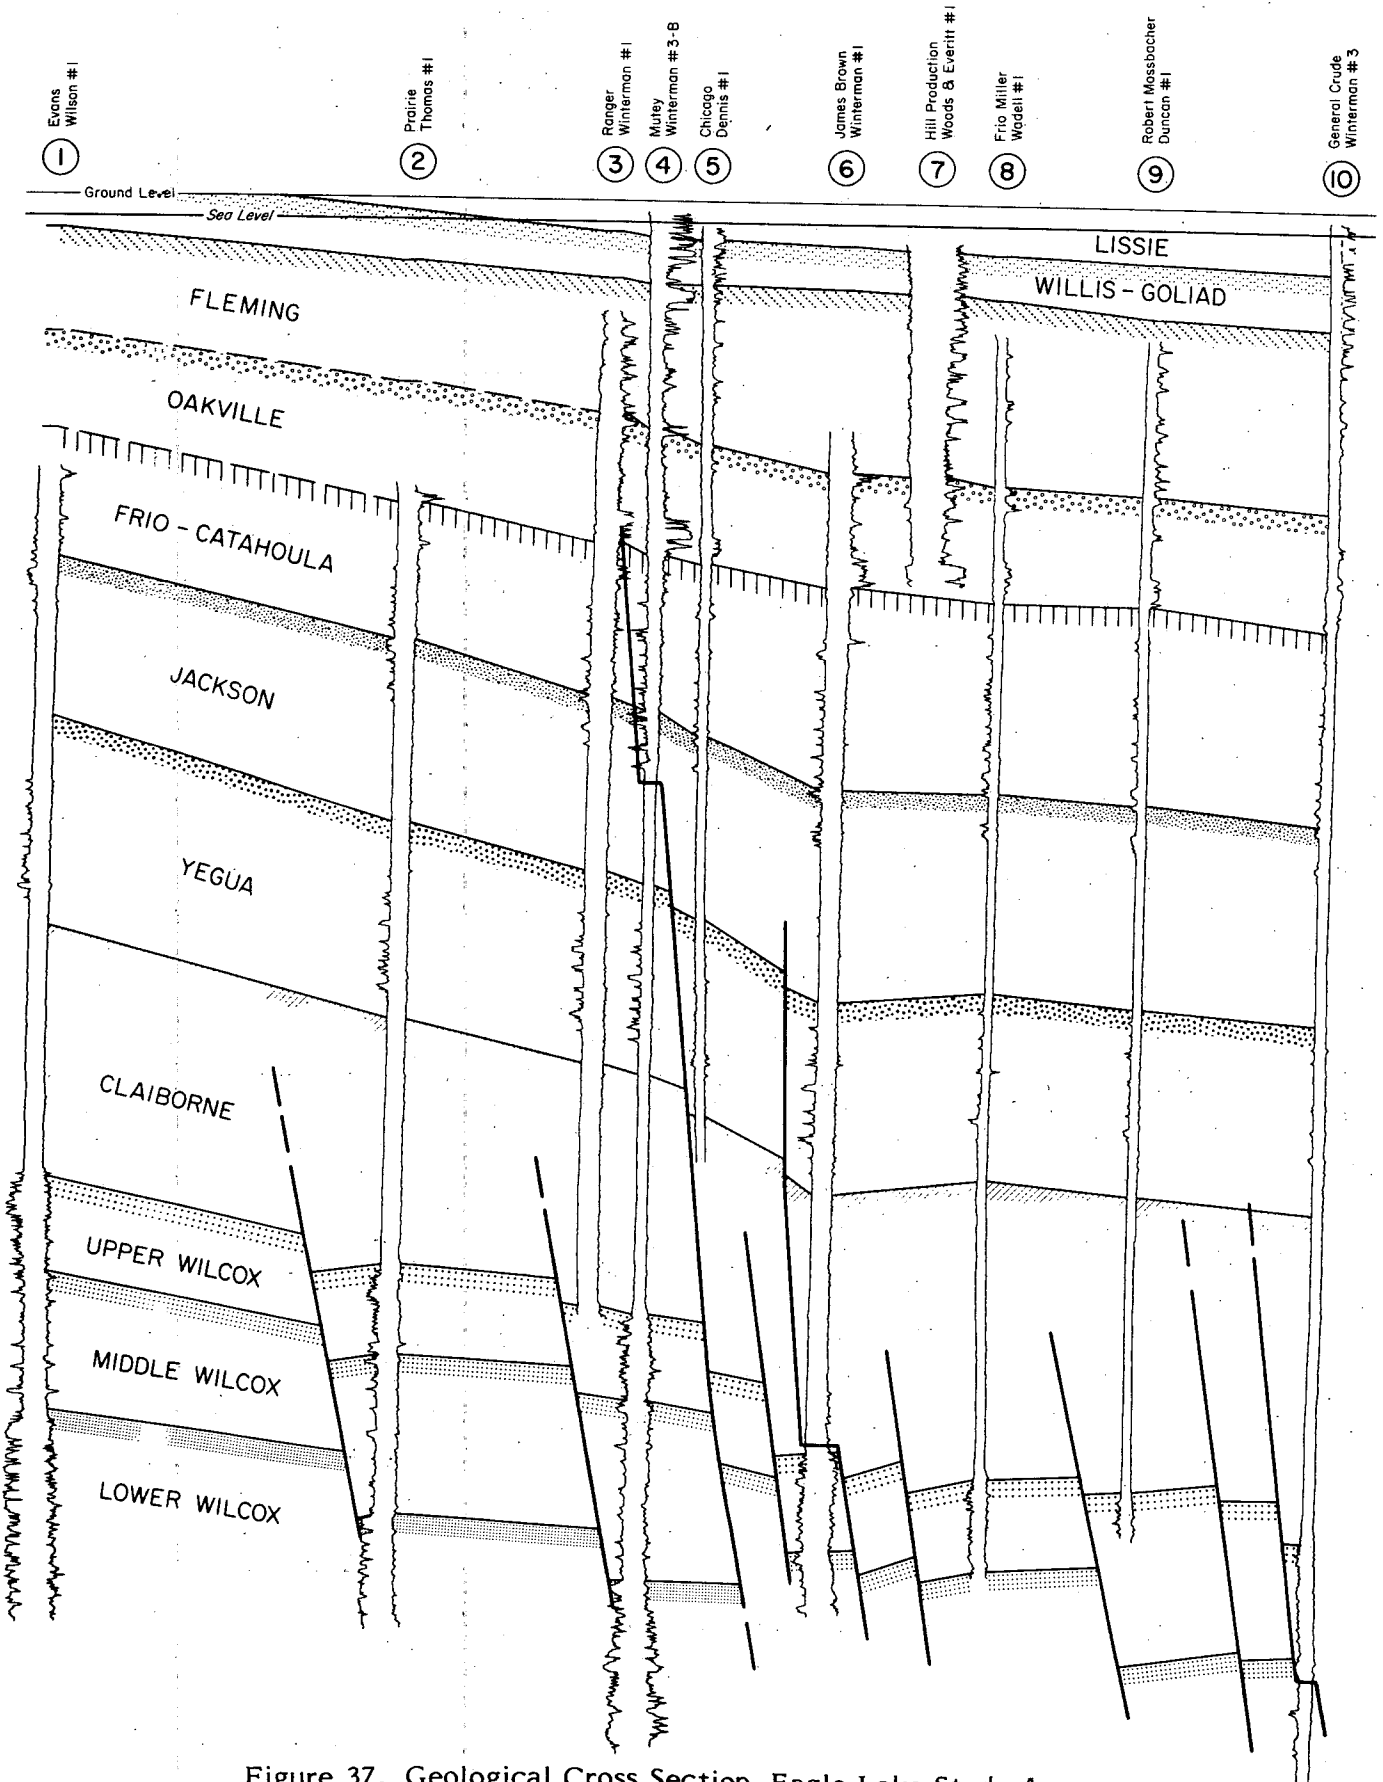 Evans
Wilson #1
Prairie
Thomas #1
Ranger
Winterman #1
Mutey
Winterman #3-B
Chicago
Dennis #1
James Brown
Winterman #1
Hill Production
Woods & Everitt #1
Frio Miller
Wadell #1
Robert Mossbacher
Duncan #1
General Crude
Winterman #3
1
2
3
4
5
6
7
8
9
10
Ground Level
Sea Level
LISSIE
WILLIS-GOLIAD
FLEMING
OAKVILLE
FRIO-CATAHOULA
JACKSON
YEGUA
CLAIBORNE
UPPER WILCOX
MIDDLE WILCOX
LOWER WILCOX
Figure 37. Geological Cross Section, Eagle Lake